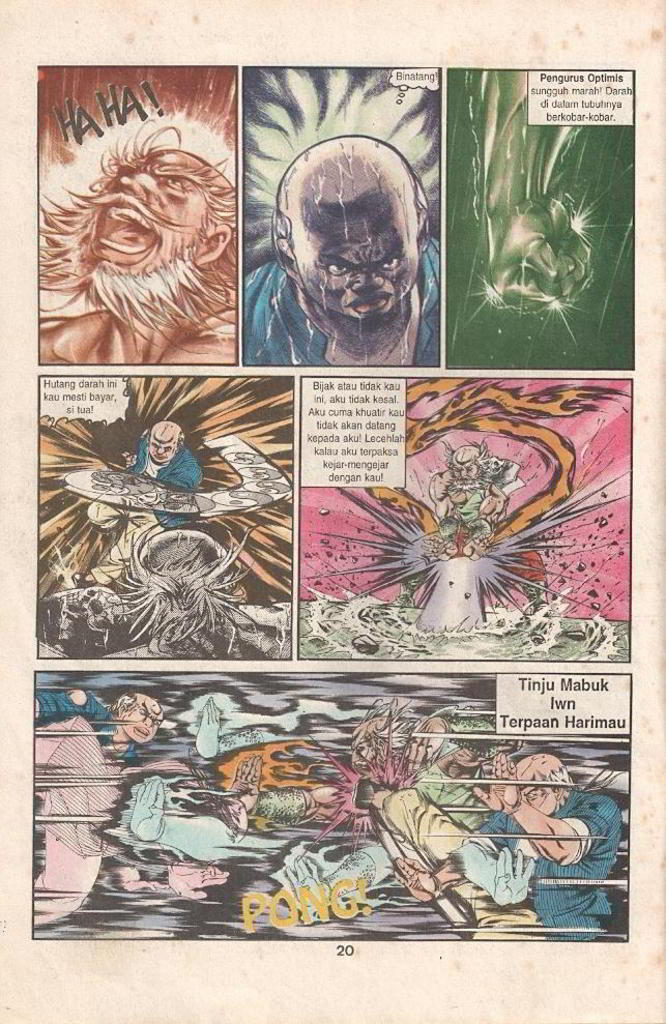 HA HA!
Binatang!
Pengurus Optimis
sungguh marah! Darah
di dalam tubuhnya
berkobar-kobar.
Hutang darah ini
kau mesti bayar,
si tua!
Bijak atau tidak kau
ini, aku tidak kesal.
Aku cuma khuatir kau
tidak akan datang
kepada aku! Lecehlah
kalau aku terpaksa
kejar-mengejar
dengan kau!
Tinju Mabuk
lwn
Terpaan Harimau
PONG!
20